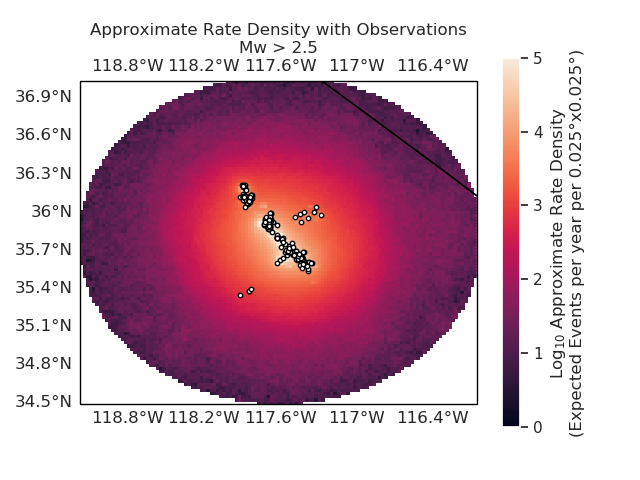 Approximate Rate Density with Observations
Mw > 2.5
118.8°W 118.2°W 117.6°W 117°W 116.4°W
36.9°N
36.6°N
36.3°N
36°N
35.7°N
35.4°N
35.1°N
34.8°N
34.5°N
118.8°W 118.2°W 117.6°W 117°W 116.4°W
5
4
3
2
1
0
Log₁₀ Approximate Rate Density
(Expected Events per year per 0.025°x0.025°)